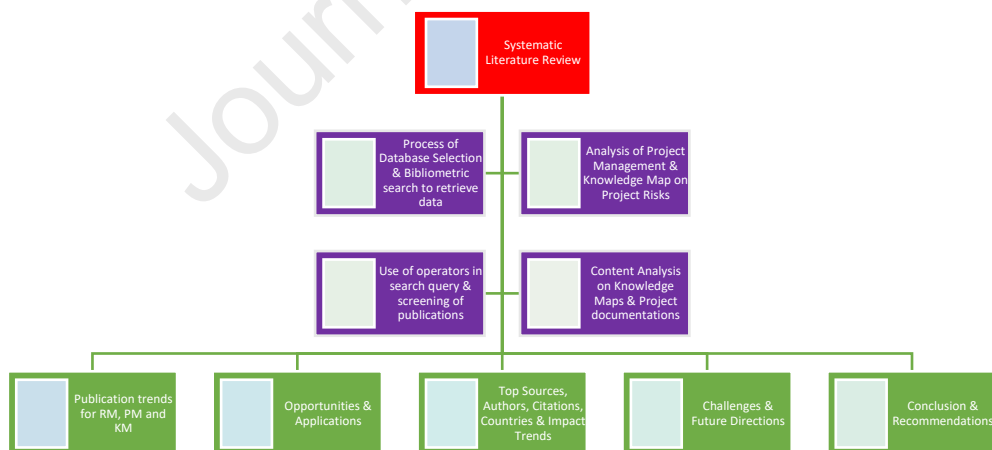 Systematic
Literature Review
Process of
Database Selection
& Bibliometric
search to retrieve
data
Analysis of Project
Management &
Knowledge Map on
Project Risks
Use of operators in
search query &
screening of
publications
Content Analysis
on Knowledge
Maps & Project
documentations
Publication trends
for RM, PM and
KM
Opportunities &
Applications
Top Sources,
Authors, Citations,
Countries & Impact
Trends
Challenges &
Future Directions
Conclusion &
Recommendations